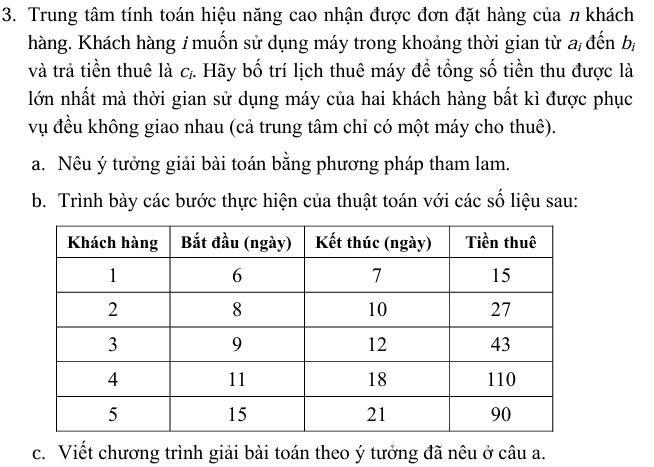 3. Trung tâm tính toán hiệu năng cao nhận được đơn đặt hàng của n khách
hàng. Khách hàng i muốn sử dụng máy trong khoảng thời gian từ aᵢ đến bᵢ
và trả tiền thuê là cᵢ. Hãy bố trí lịch thuê máy để tổng số tiền thu được là
lớn nhất mà thời gian sử dụng máy của hai khách hàng bất kì được phục
vụ đều không giao nhau (cả trung tâm chỉ có một máy cho thuê).
a. Nêu ý tưởng giải bài toán bằng phương pháp tham lam.
b. Trình bày các bước thực hiện của thuật toán với các số liệu sau:
Khách hàng Bắt đầu (ngày) Kết thúc (ngày) Tiền thuê
1 6 7 15
2 8 10 27
3 9 12 43
4 11 18 110
5 15 21 90
c. Viết chương trình giải bài toán theo ý tưởng đã nêu ở câu a.